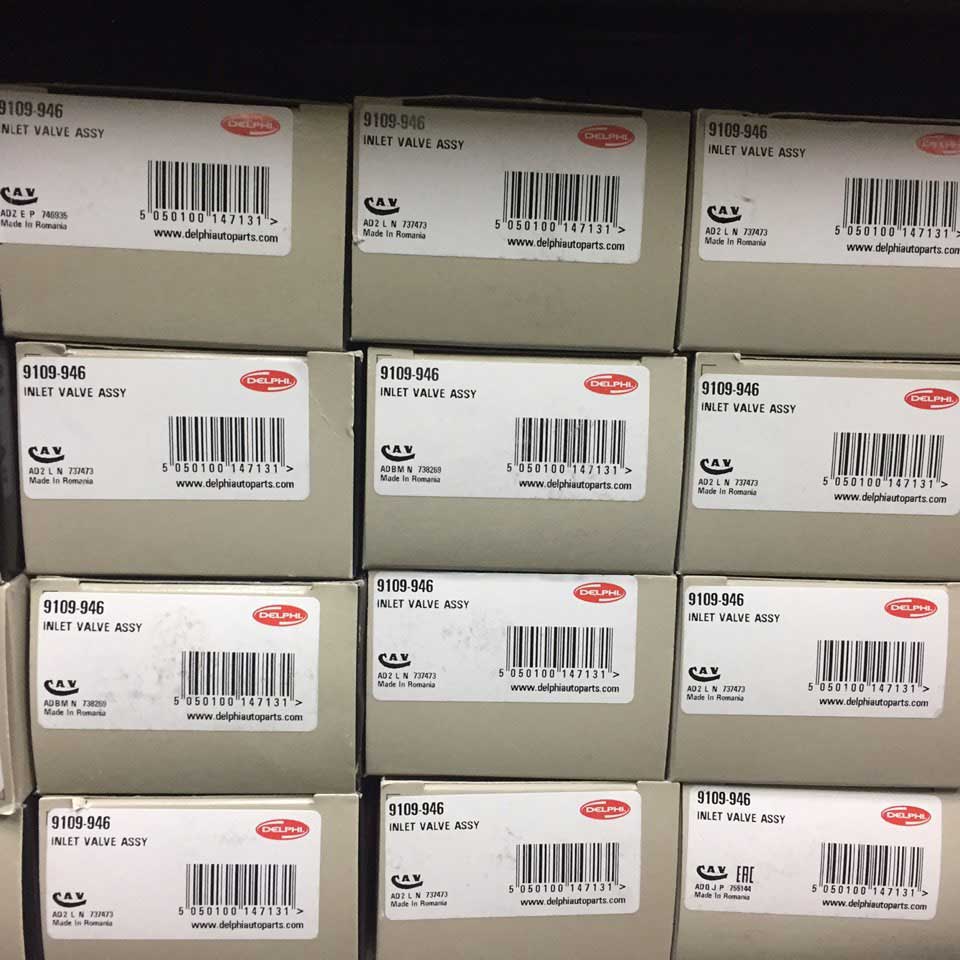 9109-946
INLET VALVE ASSY
DELPHI
CAV
AD2 E P 746935
Made In Romania
5 050100 147131 >
www.delphiautoparts.com
9109-946
INLET VALVE ASSY
DELPHI
CAV
AD2 L N 737473
Made In Romania
5 050100 147131 >
www.delphiautoparts.com
9109-946
INLET VALVE ASSY
DELPHI
CAV
AD2 L N 737473
Made In Romania
5 050100 147131 >
www.delphiautoparts.com
9109-946
INLET VALVE ASSY
DELPHI
CAV
AD2 L N 737473
Made In Romania
5 050100 147131 >
www.delphiautoparts.com
9109-946
INLET VALVE ASSY
DELPHI
CAV
ADBM N 738269
Made In Romania
5 050100 147131 >
www.delphiautoparts.com
9109-946
INLET VALVE ASSY
DELPHI
CAV
AD2 L N 737473
Made In Romania
5 050100 147131 >
www.delphiautoparts.com
9109-946
INLET VALVE ASSY
DELPHI
CAV
ADBM N 738269
Made In Romania
5 050100 147131 >
www.delphiautoparts.com
9109-946
INLET VALVE ASSY
DELPHI
CAV
AD2 L N 737473
Made In Romania
5 050100 147131 >
www.delphiautoparts.com
9109-946
INLET VALVE ASSY
DELPHI
CAV
AD2 L N 737473
Made In Romania
5 050100 147131 >
www.delphiautoparts.com
9109-946
INLET VALVE ASSY
DELPHI
CAV
AD2 L N 737473
Made In Romania
5 050100 147131 >
www.delphiautoparts.com
9109-946
INLET VALVE ASSY
DELPHI
CAV
AD2 L N 737473
Made In Romania
5 050100 147131 >
www.delphiautoparts.com
9109-946
INLET VALVE ASSY
DELPHI
CAV EAC
J P
Made In Romania
5 050100 147131 >
www.delphiautoparts.com